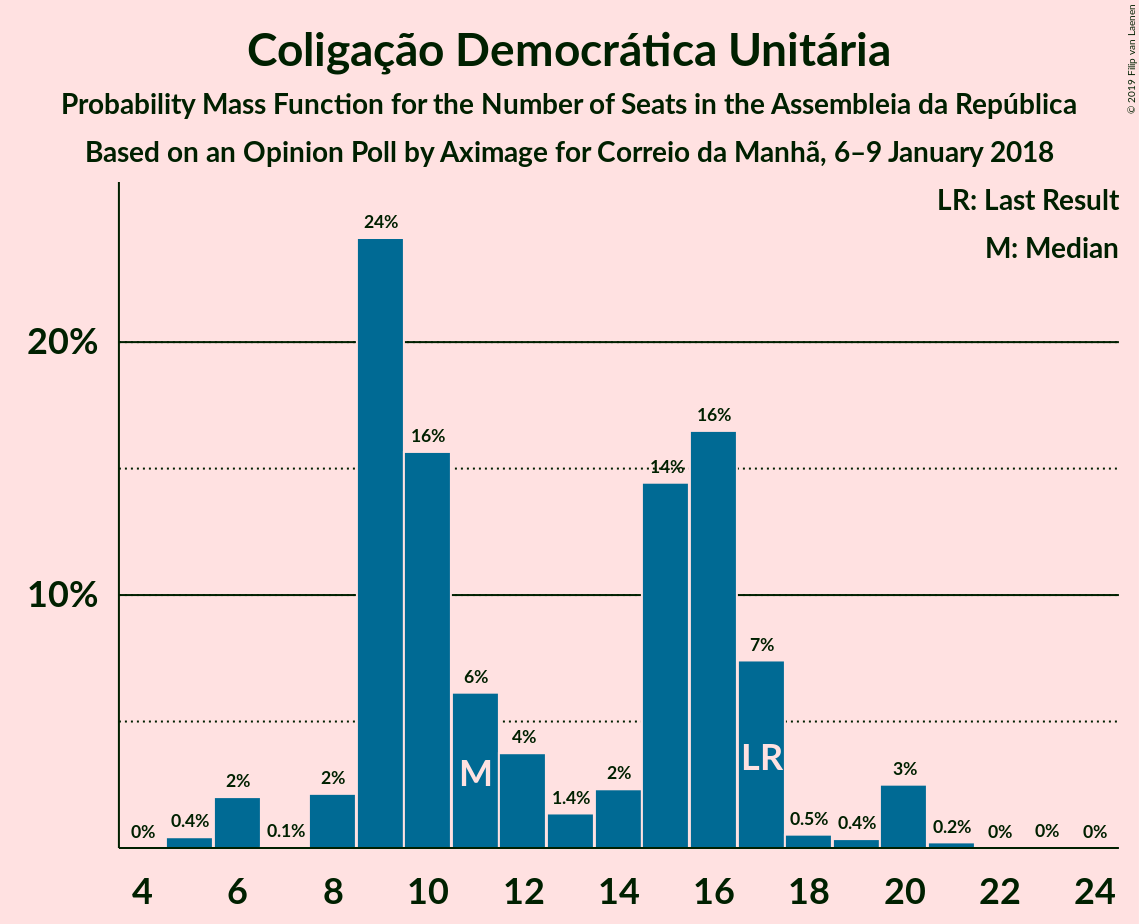 Coligação Democrática Unitária
Probability Mass Function for the Number of Seats in the Assembleia da República
Based on an Opinion Poll by Aximage for Correio da Manhã, 6–9 January 2018
© 2019 Filip van Laenen
LR: Last Result
M: Median
20%
10%
0%
0.4%
2%
0.1%
2%
24%
16%
6%
4%
1.4%
2%
14%
16%
7%
0.5%
0.4%
3%
0.2%
0%
0%
0%
M
LR
4 6 8 10 12 14 16 18 20 22 24